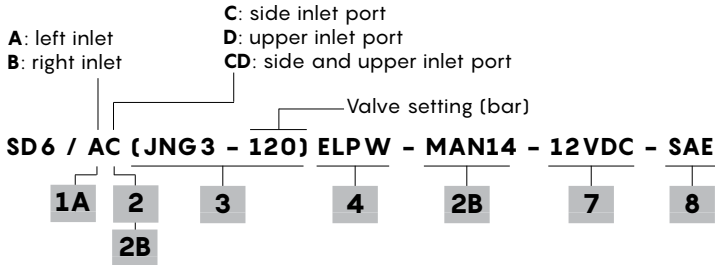 C: side inlet port
A: left inlet
D: upper inlet port
B: right inlet
CD: side and upper inlet port
Valve setting (bar)
SD6 / AC (JNG3 - 120) ELPW - MAN14 - 12VDC - SAE
1A 2 3 4 2B 7 8
2B